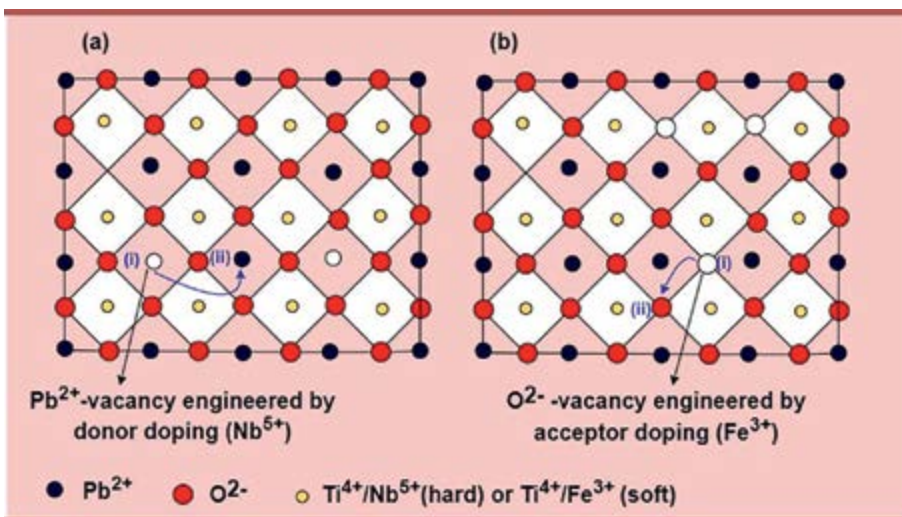 (a)
(b)
(i)
(ii)
(i)
(ii)
Pb2+-vacancy engineered by
donor doping (Nb5+)
O2- -vacancy engineered by
acceptor doping (Fe3+)
Pb2+
O2-
Ti4+/Nb5+(hard) or Ti4+/Fe3+ (soft)